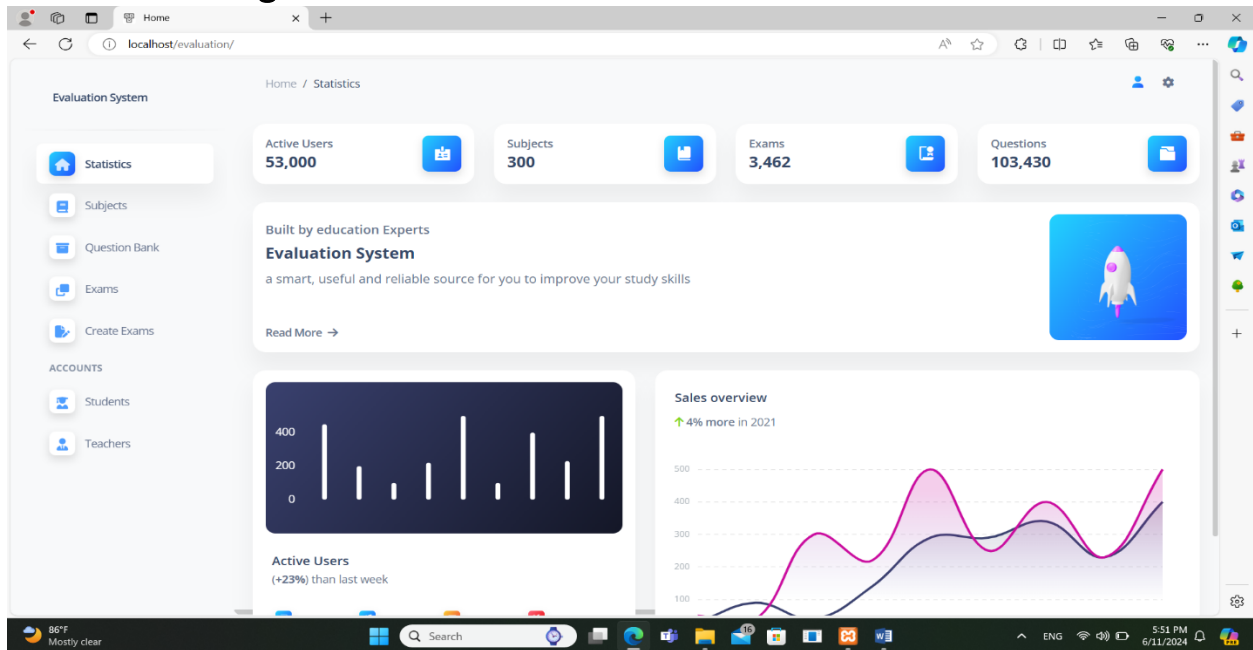 Home
localhost/evaluation/
Evaluation System
Home / Statistics
Active Users
53,000
Subjects
300
Exams
3,462
Questions
103,430
Statistics
Subjects
Question Bank
Exams
Create Exams
ACCOUNTS
Students
Teachers
Built by education Experts
Evaluation System
a smart, useful and reliable source for you to improve your study skills
Read More →
400
200
0
Active Users
(+23%) than last week
Sales overview
4% more in 2021
500
400
300
200
100
86°F
Mostly clear
Search
16
ENG
5:51 PM
6/11/2024